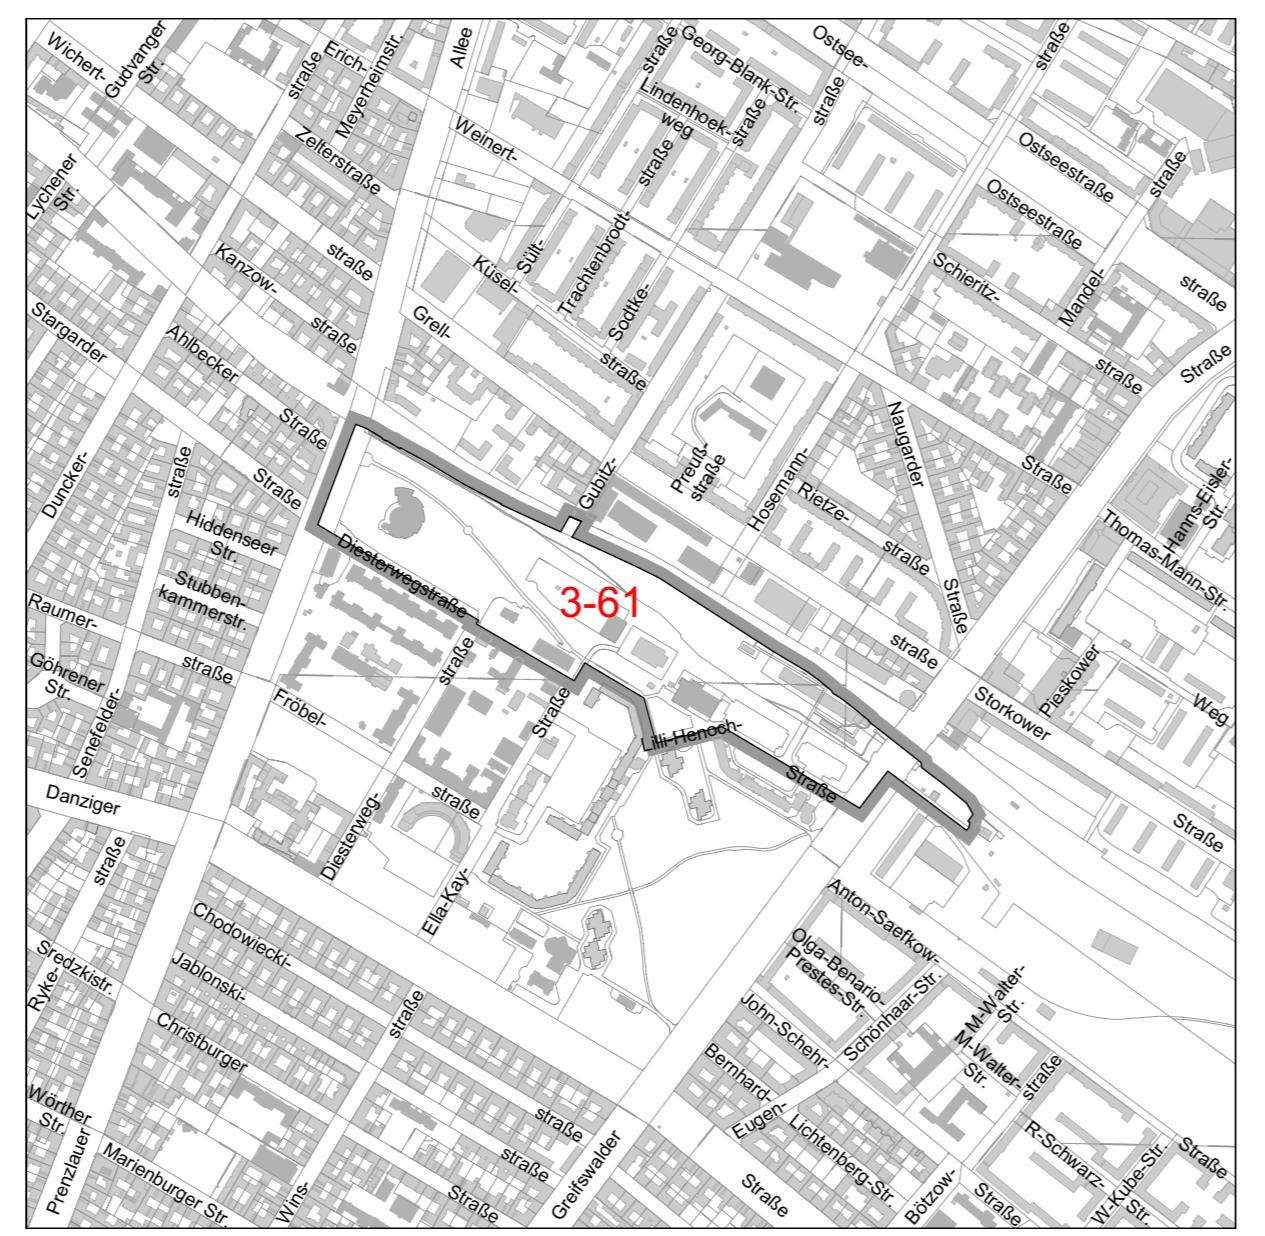 Wichert-
Gudvanger
Str.
straße
Erich-
Meyerheimstr.
Allee
straße
Georg-Blank-Str.
Ostsee-
straße
straße
Lindenhoek-
weg
straße
Weinert-
Zelterstraße
straße
Lychener
Str.
Ostseestraße
straße
Ostseestraße
straße
Kanzow-
straße
Sült-
Küsel-
Trachtenbrodt-
Sodtke-
straße
Schieritz-
Mandel-
straße
straße
Straße
Stargarder
Ahlbecker
Straße
Straße
Grell-
Duncker-
straße
Hiddenseer
Str.
Stubben-
kammerstr.
Gubitz-
Preuß-
straße
Hosemann-
Naugarder
Straße
Rietze-
straße
Straße
Hanns-Eisler-
Str.
Thomas-Mann-Str.
Diesterwegstraße
3-61
Raumer-
straße
Göhrener
Str.
Senefelder-
straße
Fröbel-
Straße
Lilli-Henoch-
Straße
straße
Storkower
Pieskower
Weg
Straße
Danziger
straße
Diesterweg-
straße
Ella-Kay-
Chodowiecki-
Jablonski-
Christburger
straße
Sredzkistr.
Ryke-
Wörther
Str.
Prenzlauer-
Marienburger Str.
Wins-
straße
straße
Straße
Greifswalder
Anton-Saefkow-
Olga-Benario-
Prestes-Str.
John-Schehr-
Schönhaar-Str.
Bernhard-
Eugen-
Lichtenberg-Str.
z M-Walter-
Str.
M-Walter-
Str.
straße
R-Schwarz-
Str.
W-Kube-Str.
Straße
Straße
Bötzow-
Straße